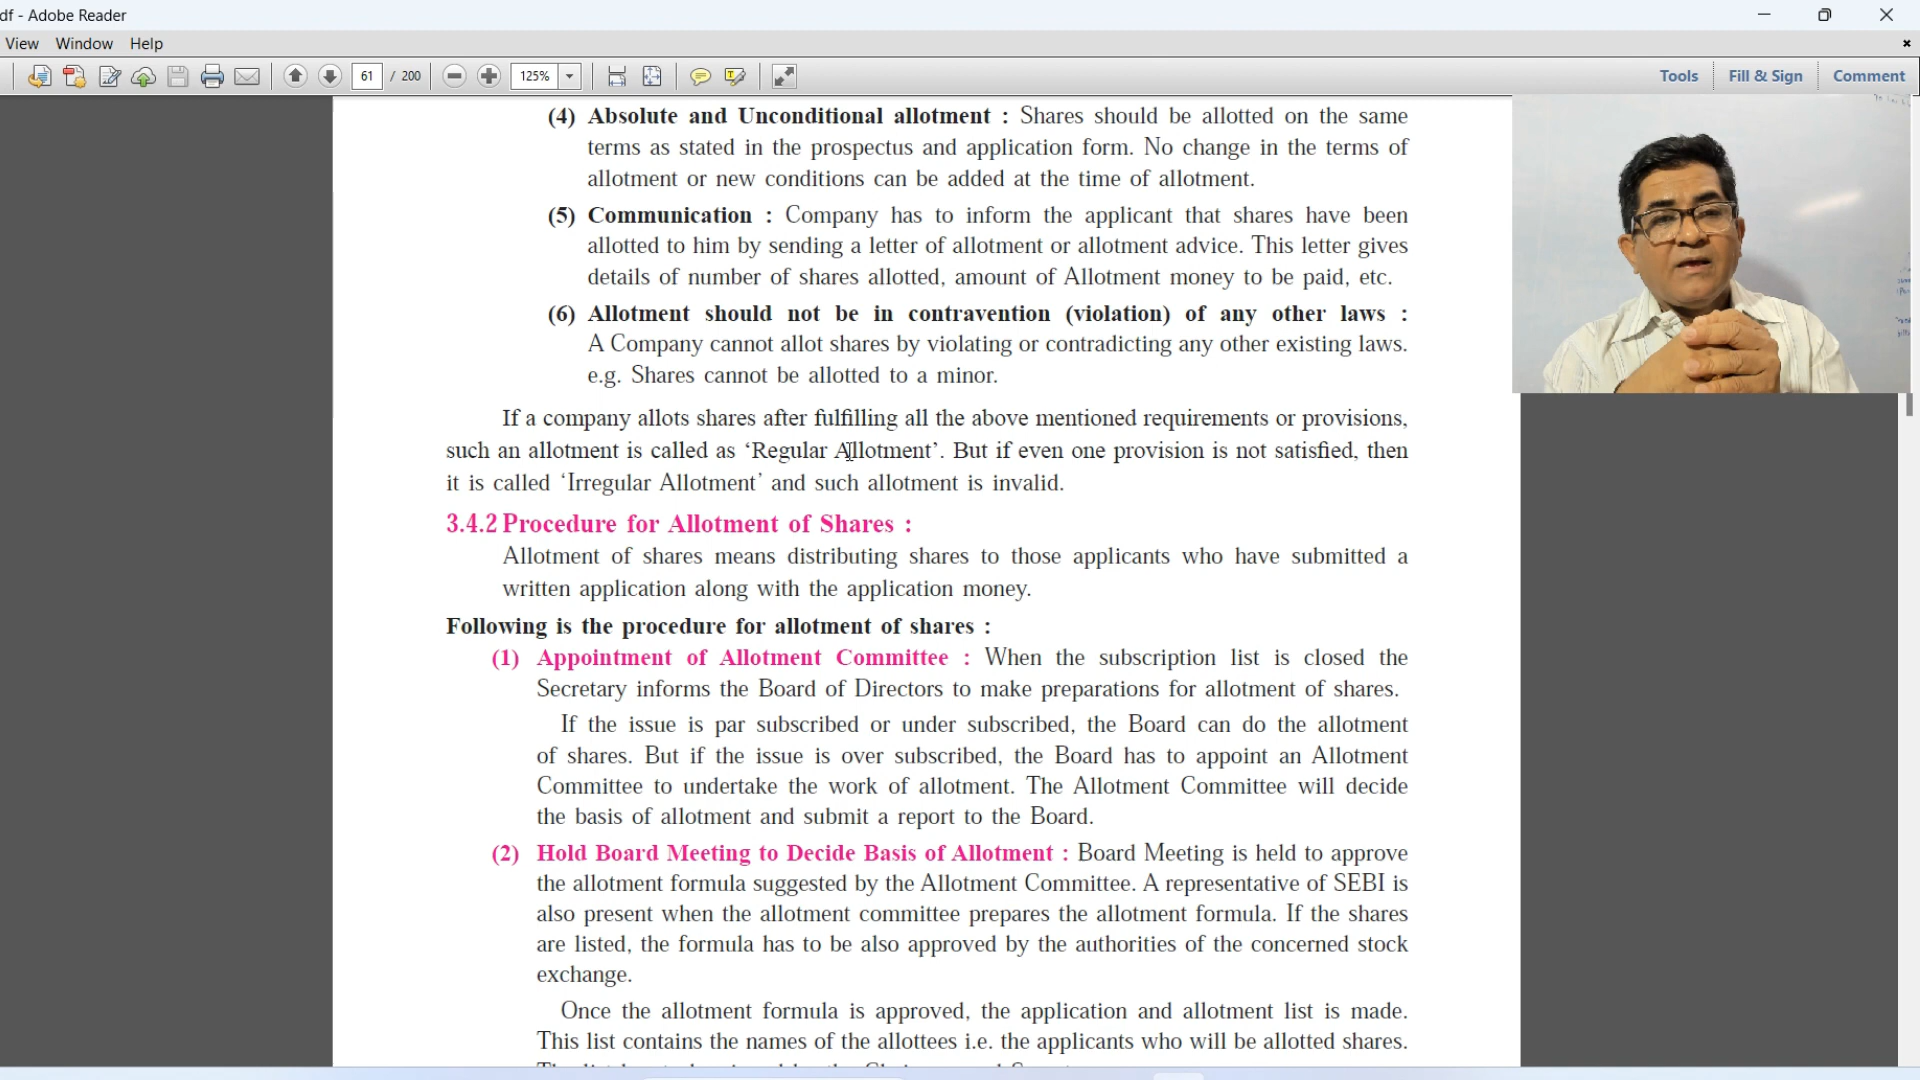 df - Adobe Reader
View Window Help
61 / 200 125% Tools Fill & Sign Comment
(4) Absolute and Unconditional allotment : Shares should be allotted on the same
terms as stated in the prospectus and application form. No change in the terms of
allotment or new conditions can be added at the time of allotment.
(5) Communication : Company has to inform the applicant that shares have been
allotted to him by sending a letter of allotment or allotment advice. This letter gives
details of number of shares allotted, amount of Allotment money to be paid, etc.
(6) Allotment should not be in contravention (violation) of any other laws :
A Company cannot allot shares by violating or contradicting any other existing laws.
e.g. Shares cannot be allotted to a minor.
If a company allots shares after fulfilling all the above mentioned requirements or provisions,
such an allotment is called as ‘Regular Allotment’. But if even one provision is not satisfied, then
it is called ‘Irregular Allotment’ and such allotment is invalid.
3.4.2 Procedure for Allotment of Shares :
Allotment of shares means distributing shares to those applicants who have submitted a
written application along with the application money.
Following is the procedure for allotment of shares :
(1) Appointment of Allotment Committee : When the subscription list is closed the
Secretary informs the Board of Directors to make preparations for allotment of shares.
If the issue is par subscribed or under subscribed, the Board can do the allotment
of shares. But if the issue is over subscribed, the Board has to appoint an Allotment
Committee to undertake the work of allotment. The Allotment Committee will decide
the basis of allotment and submit a report to the Board.
(2) Hold Board Meeting to Decide Basis of Allotment : Board Meeting is held to approve
the allotment formula suggested by the Allotment Committee. A representative of SEBI is
also present when the allotment committee prepares the allotment formula. If the shares
are listed, the formula has to be also approved by the authorities of the concerned stock
exchange.
Once the allotment formula is approved, the application and allotment list is made.
This list contains the names of the allottees i.e. the applicants who will be allotted shares.